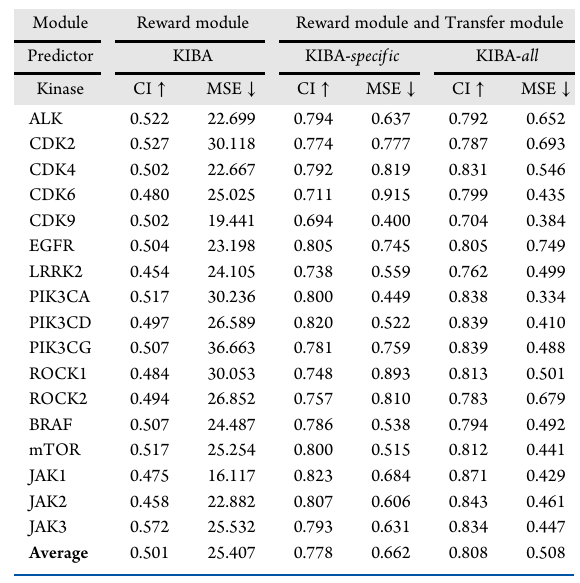 Module Reward module Reward module and Transfer module
Predictor KIBA KIBA-specific KIBA-all
Kinase CI ↑ MSE ↓ CI ↑ MSE ↓ CI ↑ MSE ↓
ALK 0.522 22.699 0.794 0.637 0.792 0.652
CDK2 0.527 30.118 0.774 0.777 0.787 0.693
CDK4 0.502 22.667 0.792 0.819 0.831 0.546
CDK6 0.480 25.025 0.711 0.915 0.799 0.435
CDK9 0.502 19.441 0.694 0.400 0.704 0.384
EGFR 0.504 23.198 0.805 0.745 0.805 0.749
LRRK2 0.454 24.105 0.738 0.559 0.762 0.499
PIK3CA 0.517 30.236 0.800 0.449 0.838 0.334
PIK3CD 0.497 26.589 0.820 0.522 0.839 0.410
PIK3CG 0.507 36.663 0.781 0.759 0.839 0.488
ROCK1 0.484 30.053 0.748 0.893 0.813 0.501
ROCK2 0.494 26.852 0.757 0.810 0.783 0.679
BRAF 0.507 24.487 0.786 0.538 0.794 0.492
mTOR 0.517 25.254 0.800 0.515 0.812 0.441
JAK1 0.475 16.117 0.823 0.684 0.871 0.429
JAK2 0.458 22.882 0.807 0.606 0.843 0.461
JAK3 0.572 25.532 0.793 0.631 0.834 0.447
Average 0.501 25.407 0.778 0.662 0.808 0.508